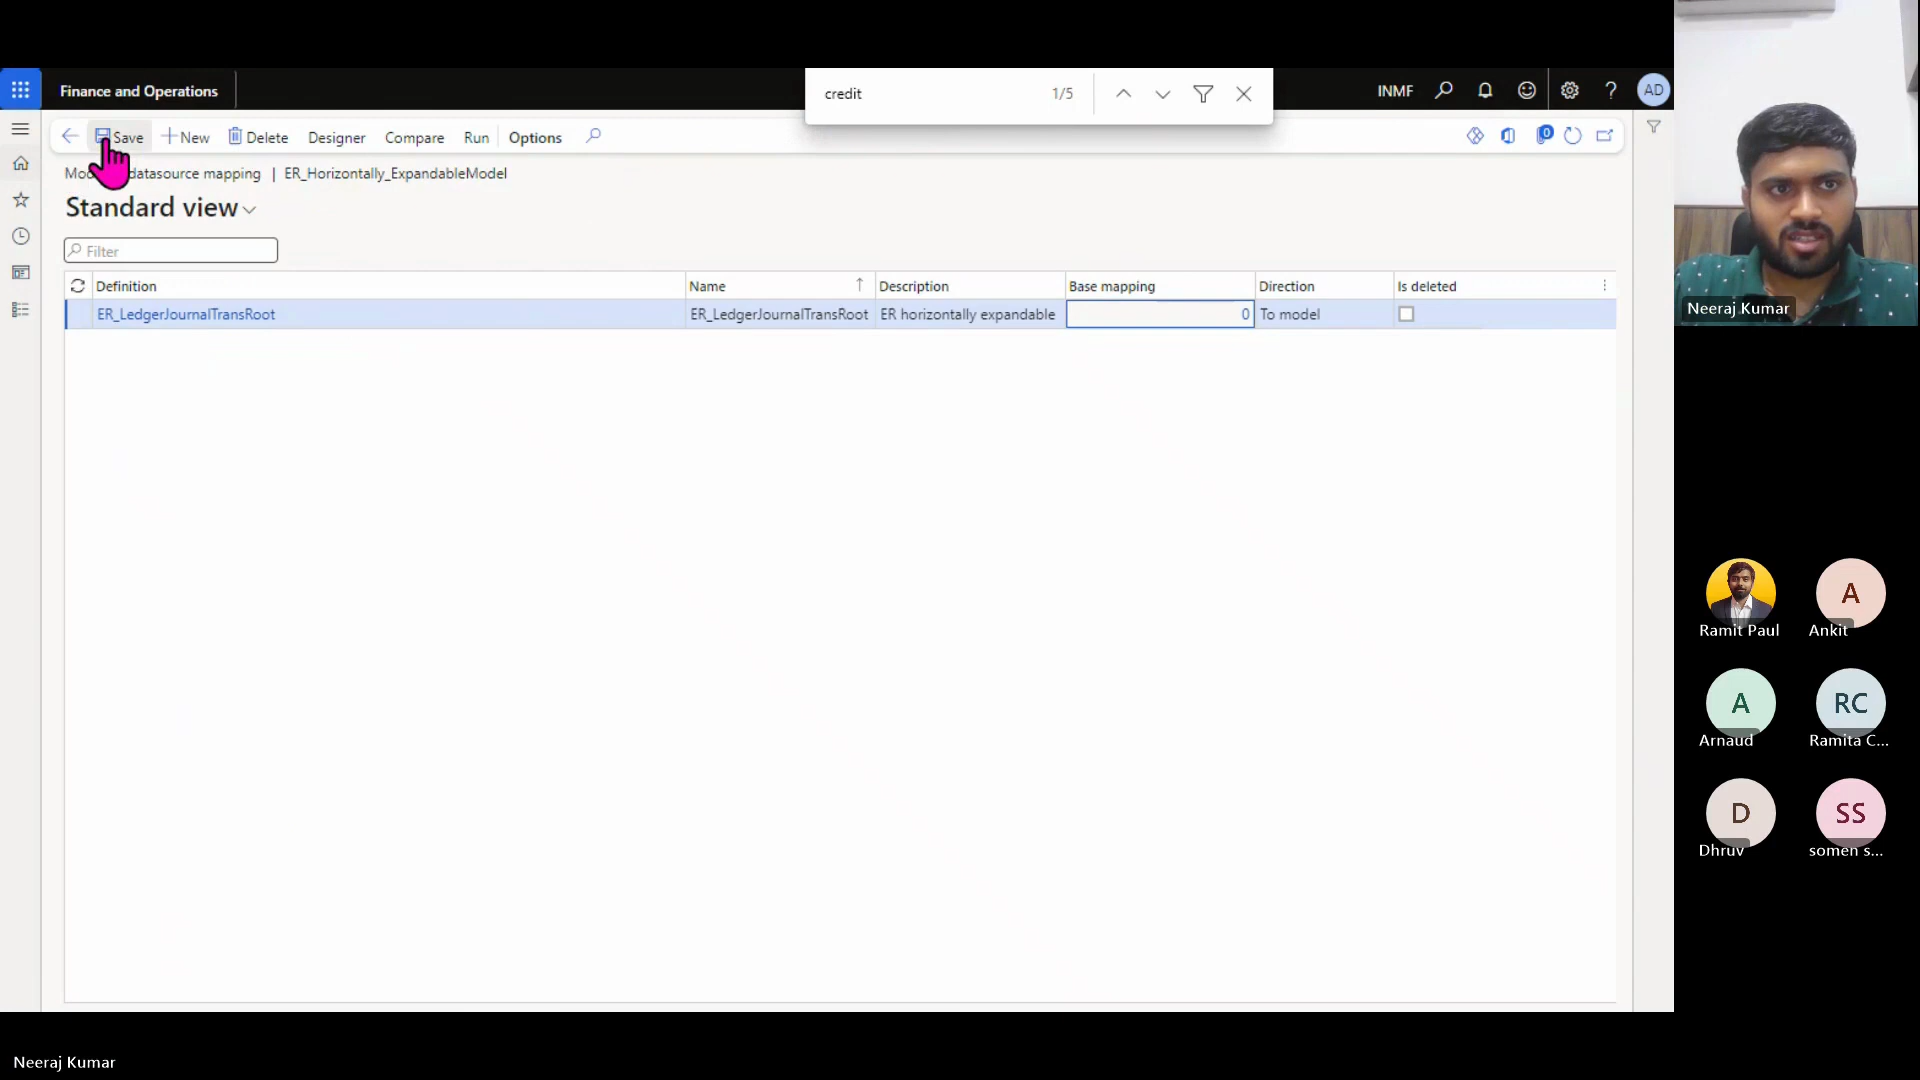 Finance and Operations
credit
1/5
INMF
AD
Save
New
Delete
Designer
Compare
Run
Options
0
datasource mapping | ER_Horizontally_ExpandableModel
Standard view
Filter
Definition
Name
Description
Base mapping
Direction
Is deleted
ER_LedgerJournalTransRoot
ER_LedgerJournalTransRoot
ER horizontally expandable
0
To model
Neeraj Kumar
Ramit Paul
A
Ankit
A
Arnaud
RC
Ramita C...
D
Dhruv
SS
somen s...
Neeraj Kumar